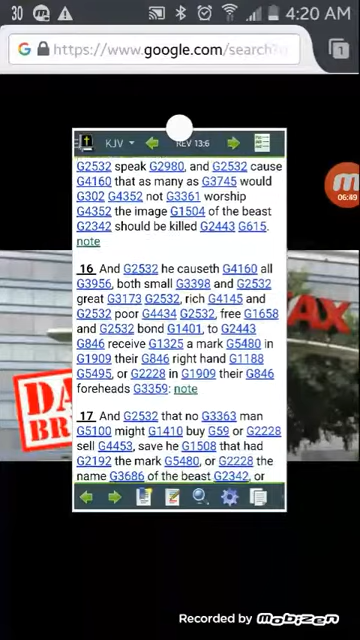 30 4:20 AM
https://www.google.com/search? 1
KJV REV 13:6
G2532 speak G2980, and G2532 cause
G4160 that as many as G3745 would
G302 G4352 not G3361 worship
G4352 the image G1504 of the beast
G2342 should be killed G2443 G615.
note
16 And G2532 he causeth G4160 all
G3956, both small G3398 and G2532
great G3173 G2532, rich G4145 and
G2532 poor G4434 G2532, free G1658
and G2532 bond G1401, to G2443
G846 receive G1325 a mark G5480 in
G1909 their G846 right hand G1188
G5495, or G2228 in G1909 their G846
foreheads G3359: note
17 And G2532 that no G3363 man
G5100 might G1410 buy G59 or G2228
sell G4453, save he G1508 that had
G2192 the mark G5480, or G2228 the
name G3686 of the beast G2342, or
06:49
AX
DA
BR
Recorded by mobizen